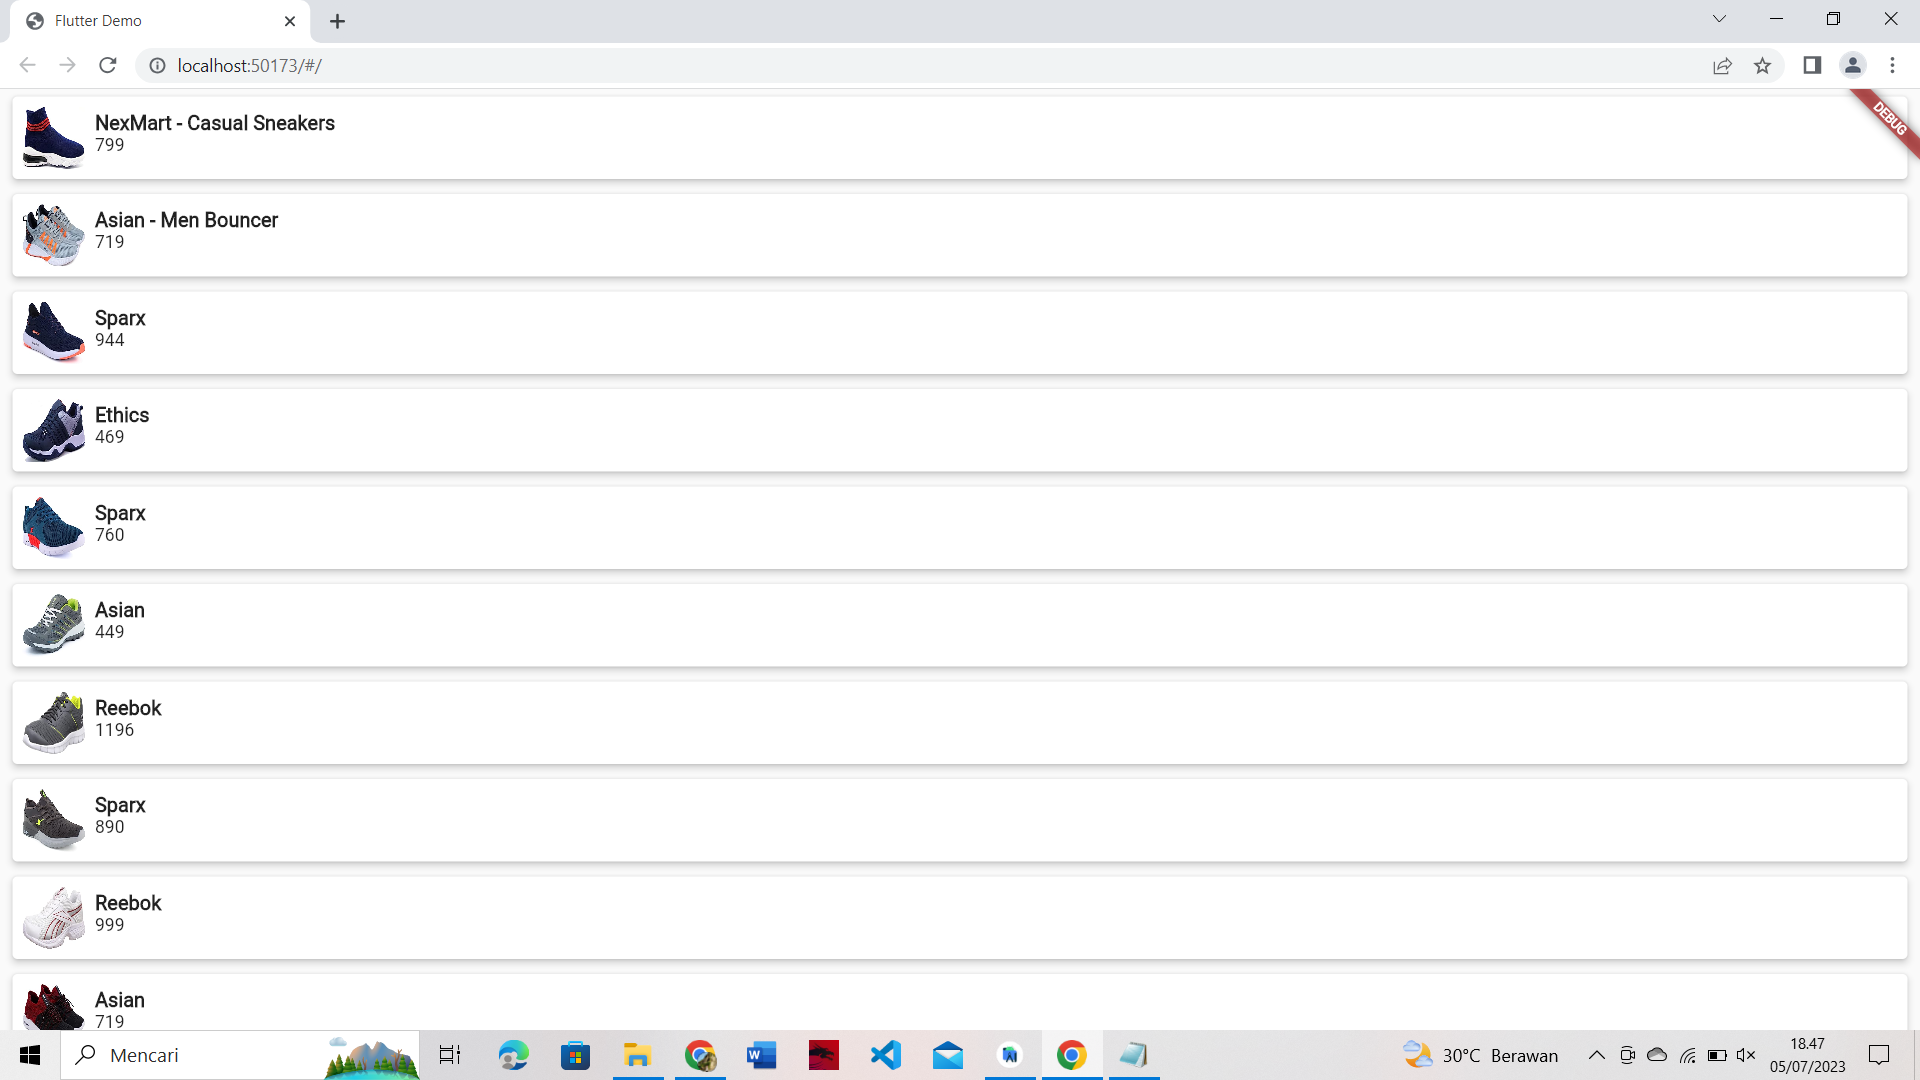 Flutter Demo
localhost:50173/#/
DEBUG
NexMart - Casual Sneakers
799
Asian - Men Bouncer
719
Sparx
944
Ethics
469
Sparx
760
Asian
449
Reebok
1196
Sparx
890
Reebok
999
Asian
719
Mencari
30°C Berawan
18.47
05/07/2023